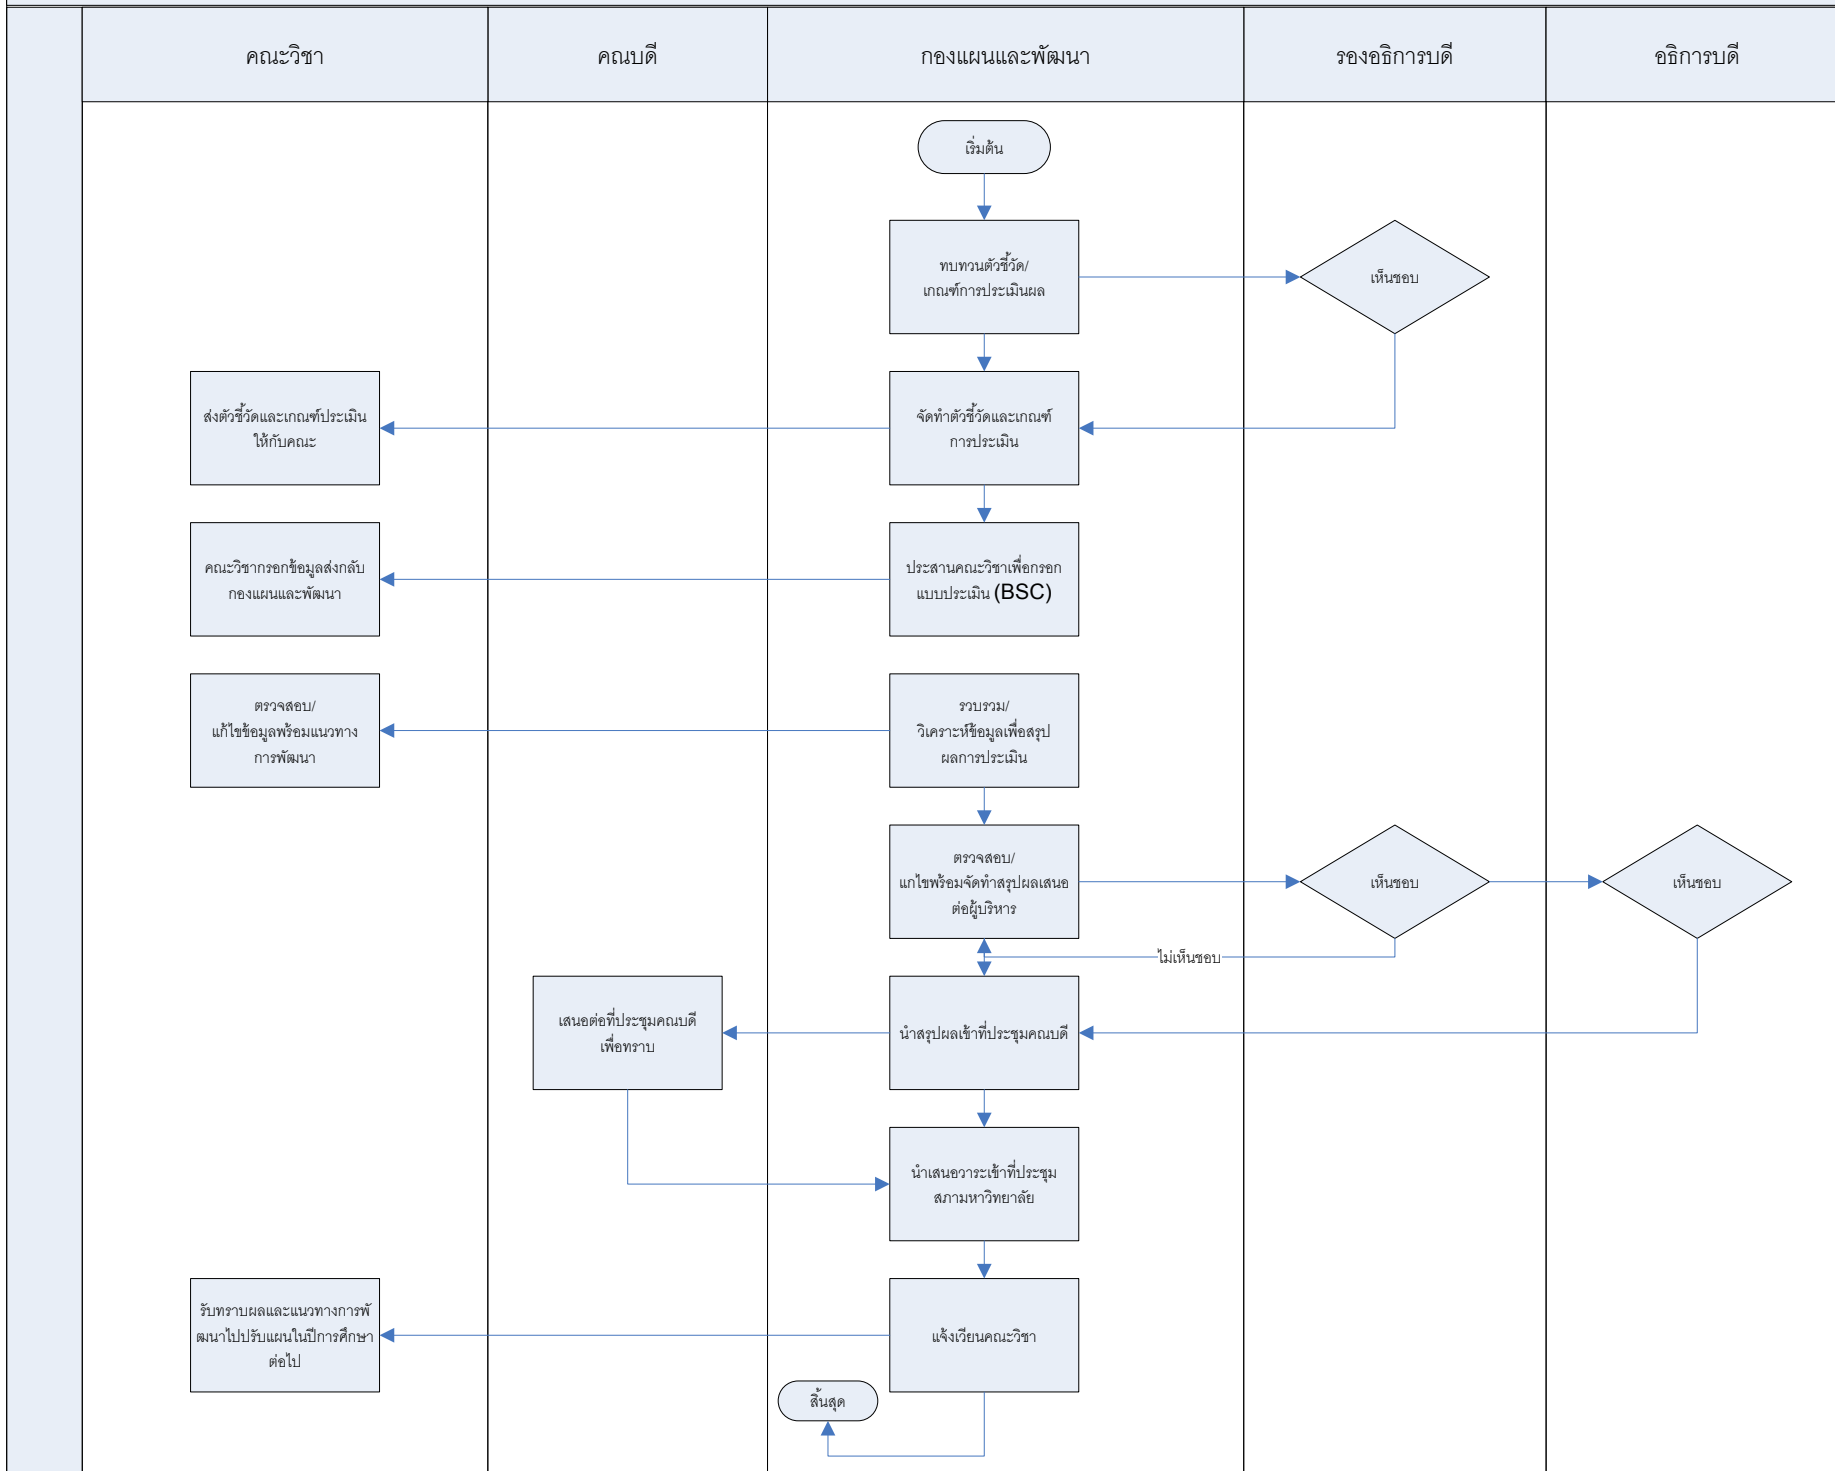 คณะวิชา
คณบดี
กองแผนและพัฒนา
รองอธิการบดี
อธิการบดี
เริ่มต้น
ทบทวนตัวชี้วัด/
เกณฑ์การประเมินผล
เห็นชอบ
ส่งตัวชี้วัดและเกณฑ์ประเมิน
ให้กับคณะ
จัดทำตัวชี้วัดและเกณฑ์
การประเมิน
คณะวิชากรอกข้อมูลส่งกลับ
กองแผนและพัฒนา
ประสานคณะวิชาเพื่อกรอก
แบบประเมิน (BSC)
ตรวจสอบ/
แก้ไขข้อมูลพร้อมแนวทาง
การพัฒนา
รวบรวม/
วิเคราะห์ข้อมูลเพื่อสรุป
ผลการประเมิน
ตรวจสอบ/
แก้ไขพร้อมจัดทำสรุปผลเสนอ
ต่อผู้บริหาร
เห็นชอบ
เห็นชอบ
ไม่เห็นชอบ
เสนอต่อที่ประชุมคณบดี
เพื่อทราบ
นำสรุปผลเข้าที่ประชุมคณบดี
นำเสนอวาระเข้าที่ประชุม
สภามหาวิทยาลัย
รับทราบผลและแนวทางการพั
ฒนาไปปรับแผนในปีการศึกษา
ต่อไป
แจ้งเวียนคณะวิชา
สิ้นสุด